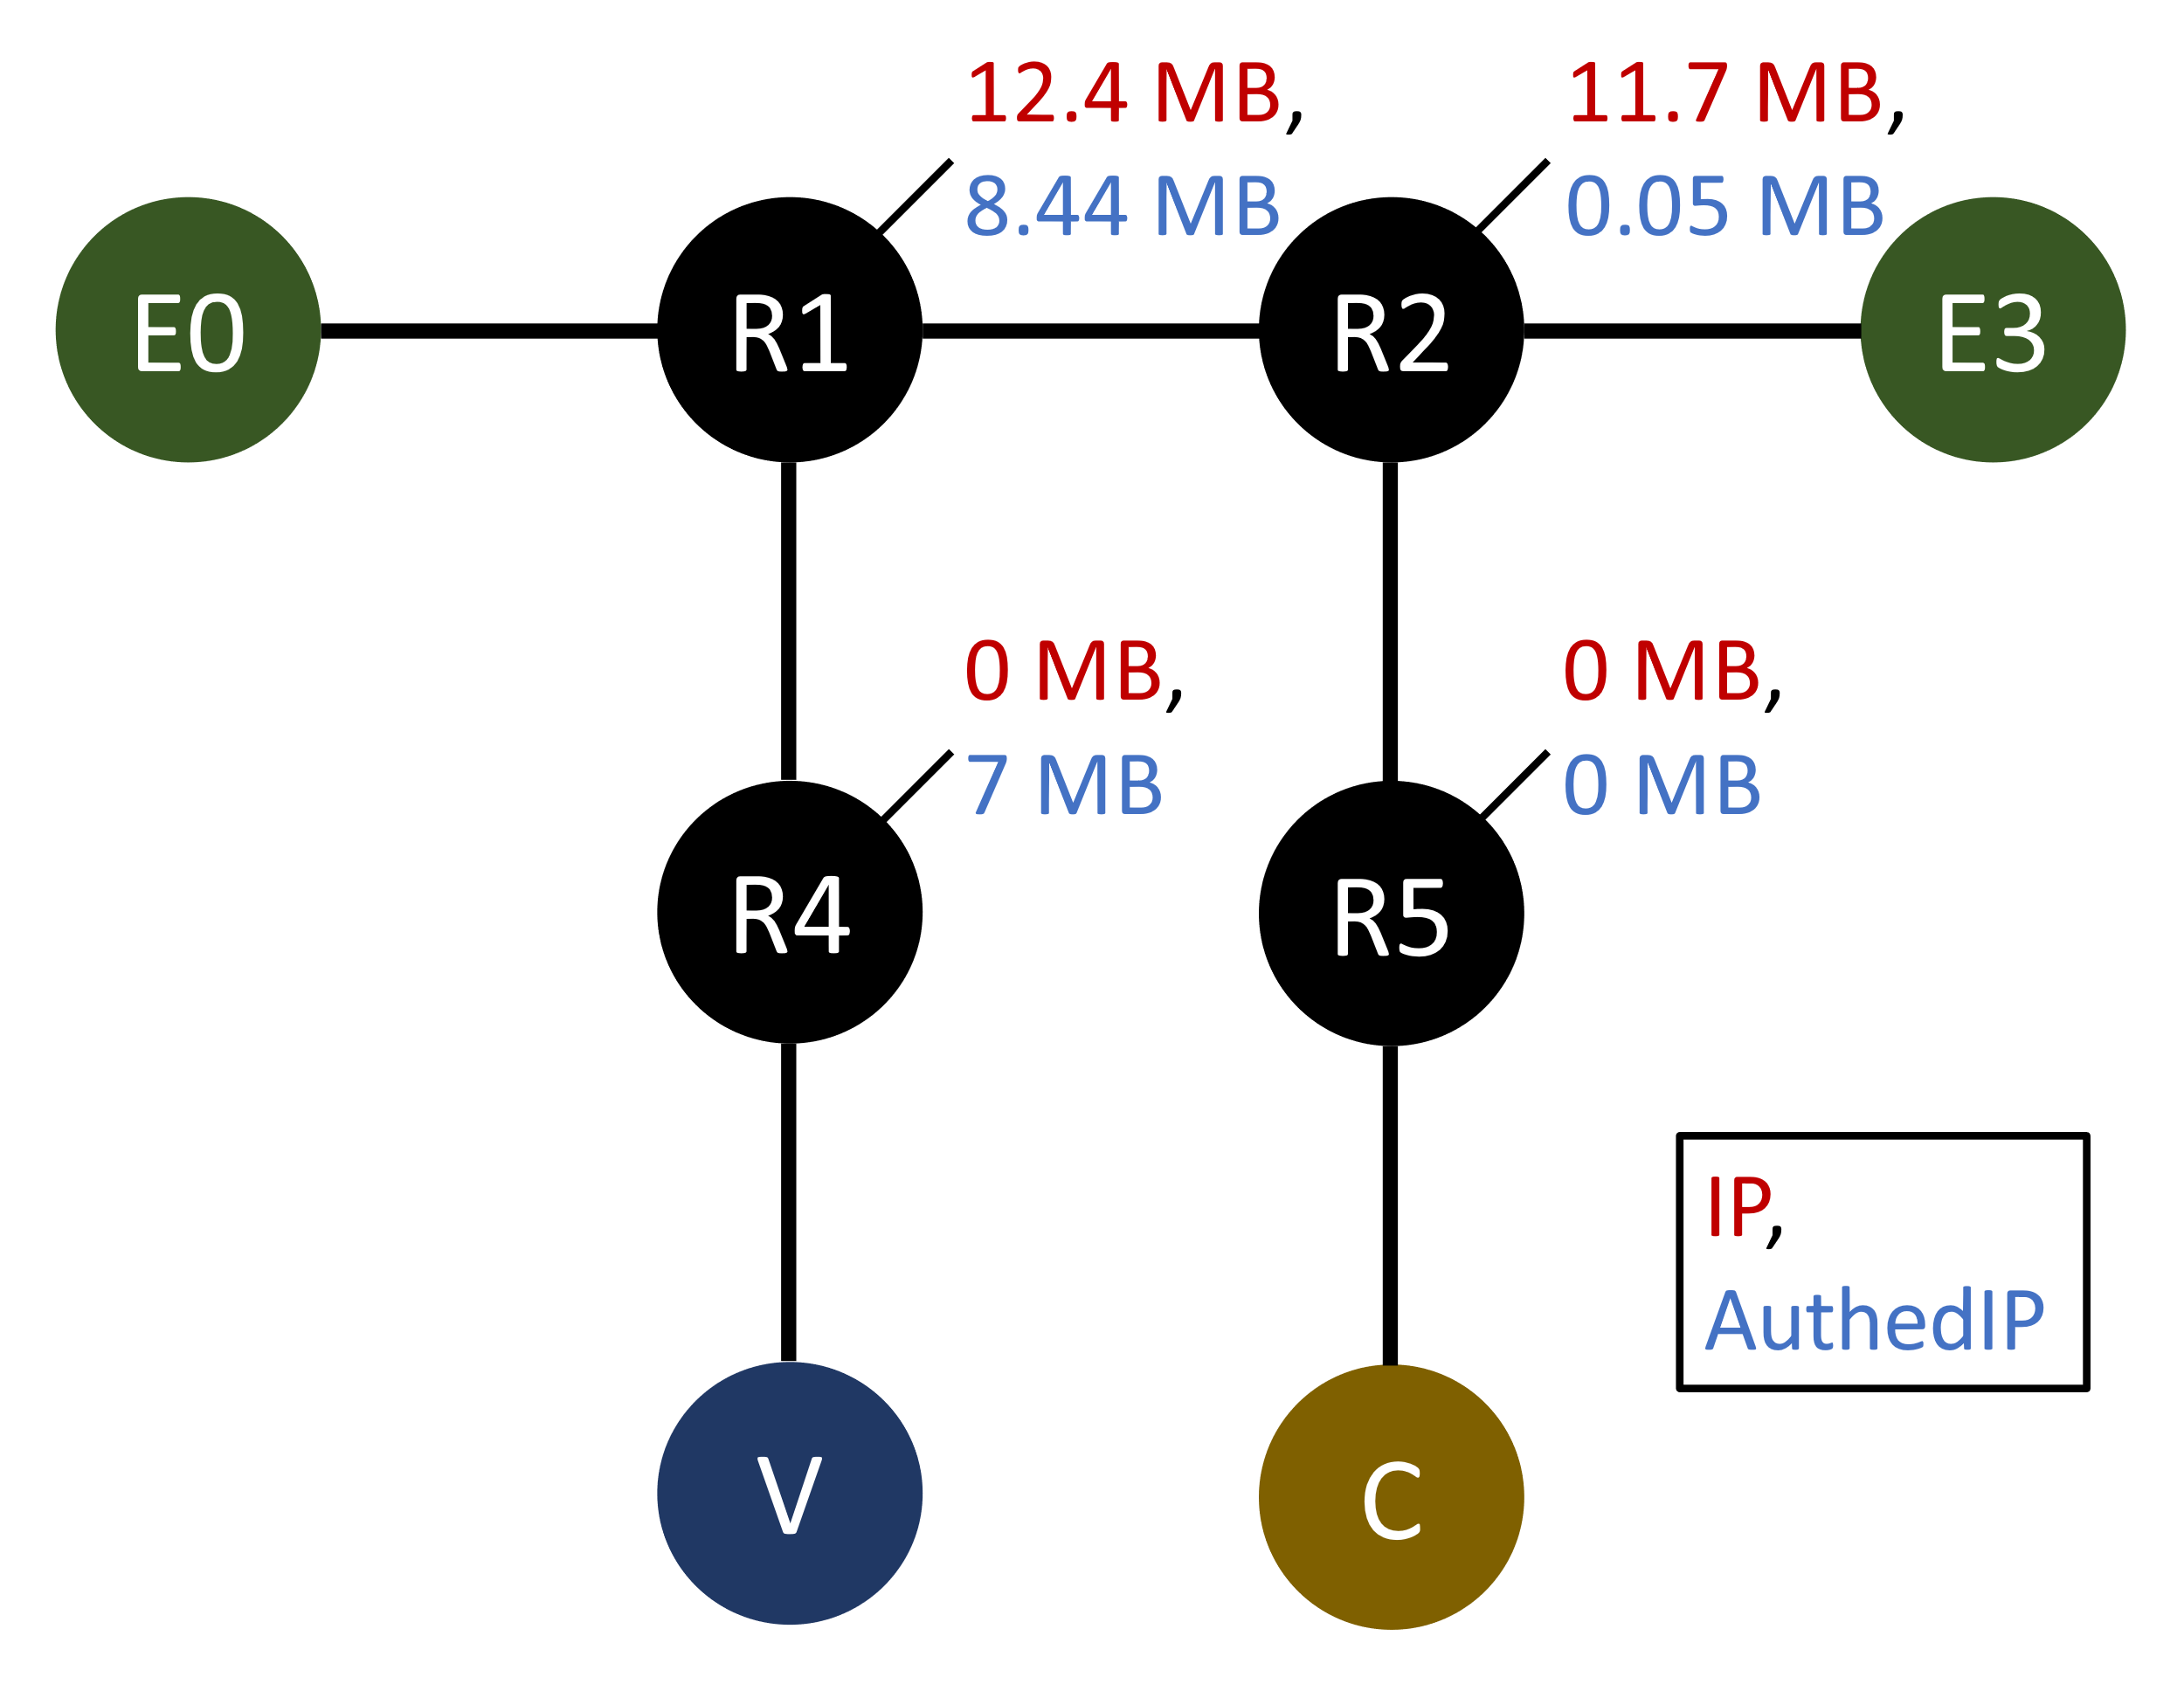 12.4 MB,
8.44 MB
11.7 MB,
0.05 MB
E0
R1
R2
E3
0 MB,
7 MB
0 MB,
0 MB
R4
R5
IP,
AuthedIP
V
C